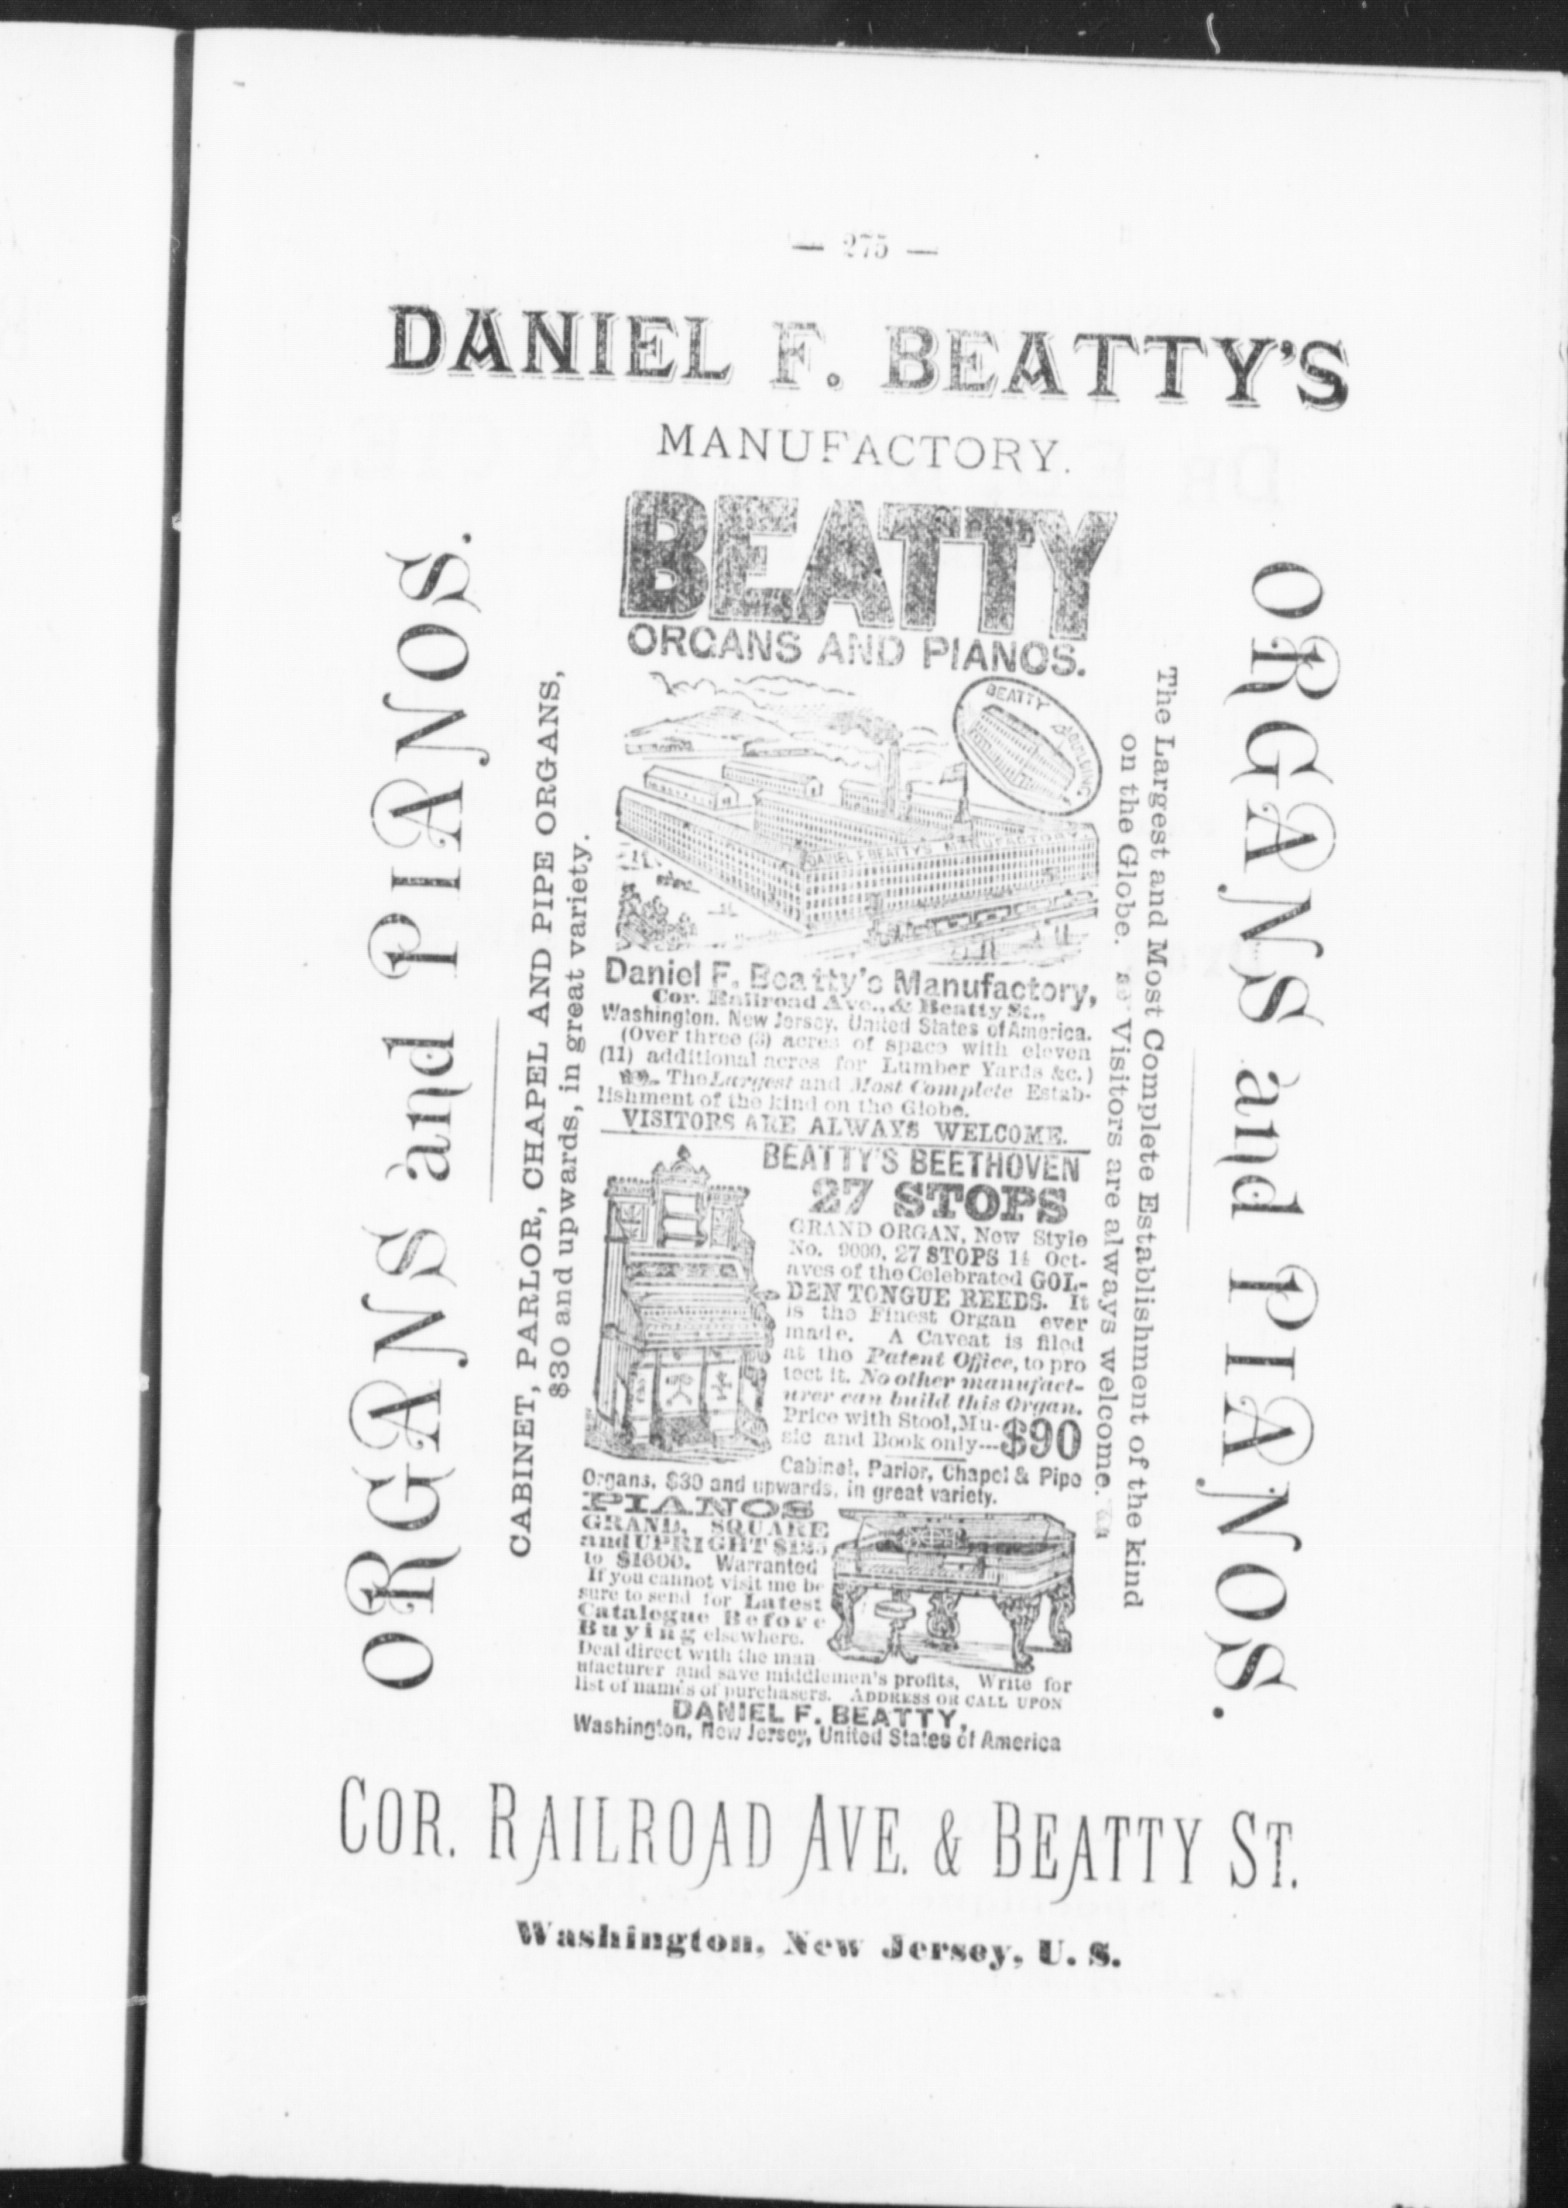 — 275 —
DANIEL F. BEATTY'S
MANUFACTORY.
ORGANS and PIANOS.
CABINET, PARLOR, CHAPEL AND PIPE ORGANS,
$30 and upwards, in great variety.
BEATTY
ORGANS AND PIANOS.
BEATTY BUILDING
DANIEL F. BEATTY'S MANUFACTORY.
Daniel F. Beatty's Manufactory,
Cor. Railroad Ave., & Beatty St.,
Washington, New Jersey, United States of America.
(Over three (3) acres of space with eleven
(11) additional acres for Lumber Yards &c.)
The Largest and Most Complete Estab-
lishment of the kind on the Globe.
VISITORS ARE ALWAYS WELCOME.
BEATTY'S BEETHOVEN
27 STOPS
GRAND ORGAN, New Style
No. 9000, 27 STOPS 14 Oct-
aves of the Celebrated GOL-
DEN TONGUE REEDS. It
is the Finest Organ ever
made. A Caveat is filed
at the Patent Office, to pro
tect it. No other manufact-
urer can build this Organ.
Price with Stool, Mu-
sic and Book only--- $90
Cabinet, Parlor, Chapel & Pipe
Organs, $30 and upwards, in great variety.
PIANOS
GRAND, SQUARE
and UPRIGHT $125
to $1600. Warranted
If you cannot visit me be
sure to send for Latest
Catalogue Before
Buying elsewhere.
Deal direct with the man
ufacturer and save middlemen's profits. Write for
list of names of purchasers. ADDRESS OR CALL UPON
DANIEL F. BEATTY,
Washington, New Jersey, United States of America
The Largest and Most Complete Establishment of the kind
on the Globe. Visitors are always welcome.
ORGANS and PIANOS.
COR. RAILROAD AVE. & BEATTY ST.
Washington, New Jersey, U. S.